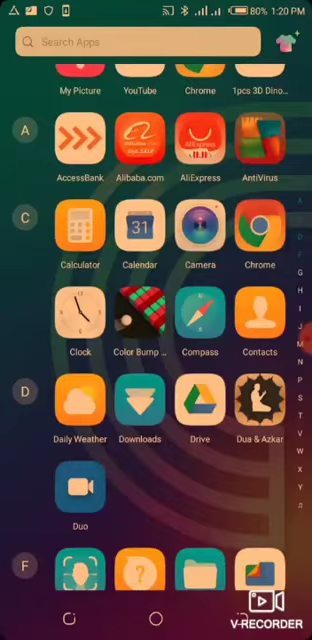 80% 1:20 PM
Search Apps
My Picture YouTube Chrome 1pcs 3D Dino...
A
AccessBank Alibaba.com AliExpress AntiVirus
C
31
Calculator Calendar Camera Chrome
Clock Color Bump ... Compass Contacts
D
Daily Weather Downloads Drive Dua & Azkar
Duo
F
?
A
C
D
F
G
H
I
J
M
N
P
S
T
V
W
X
Y
V-RECORDER